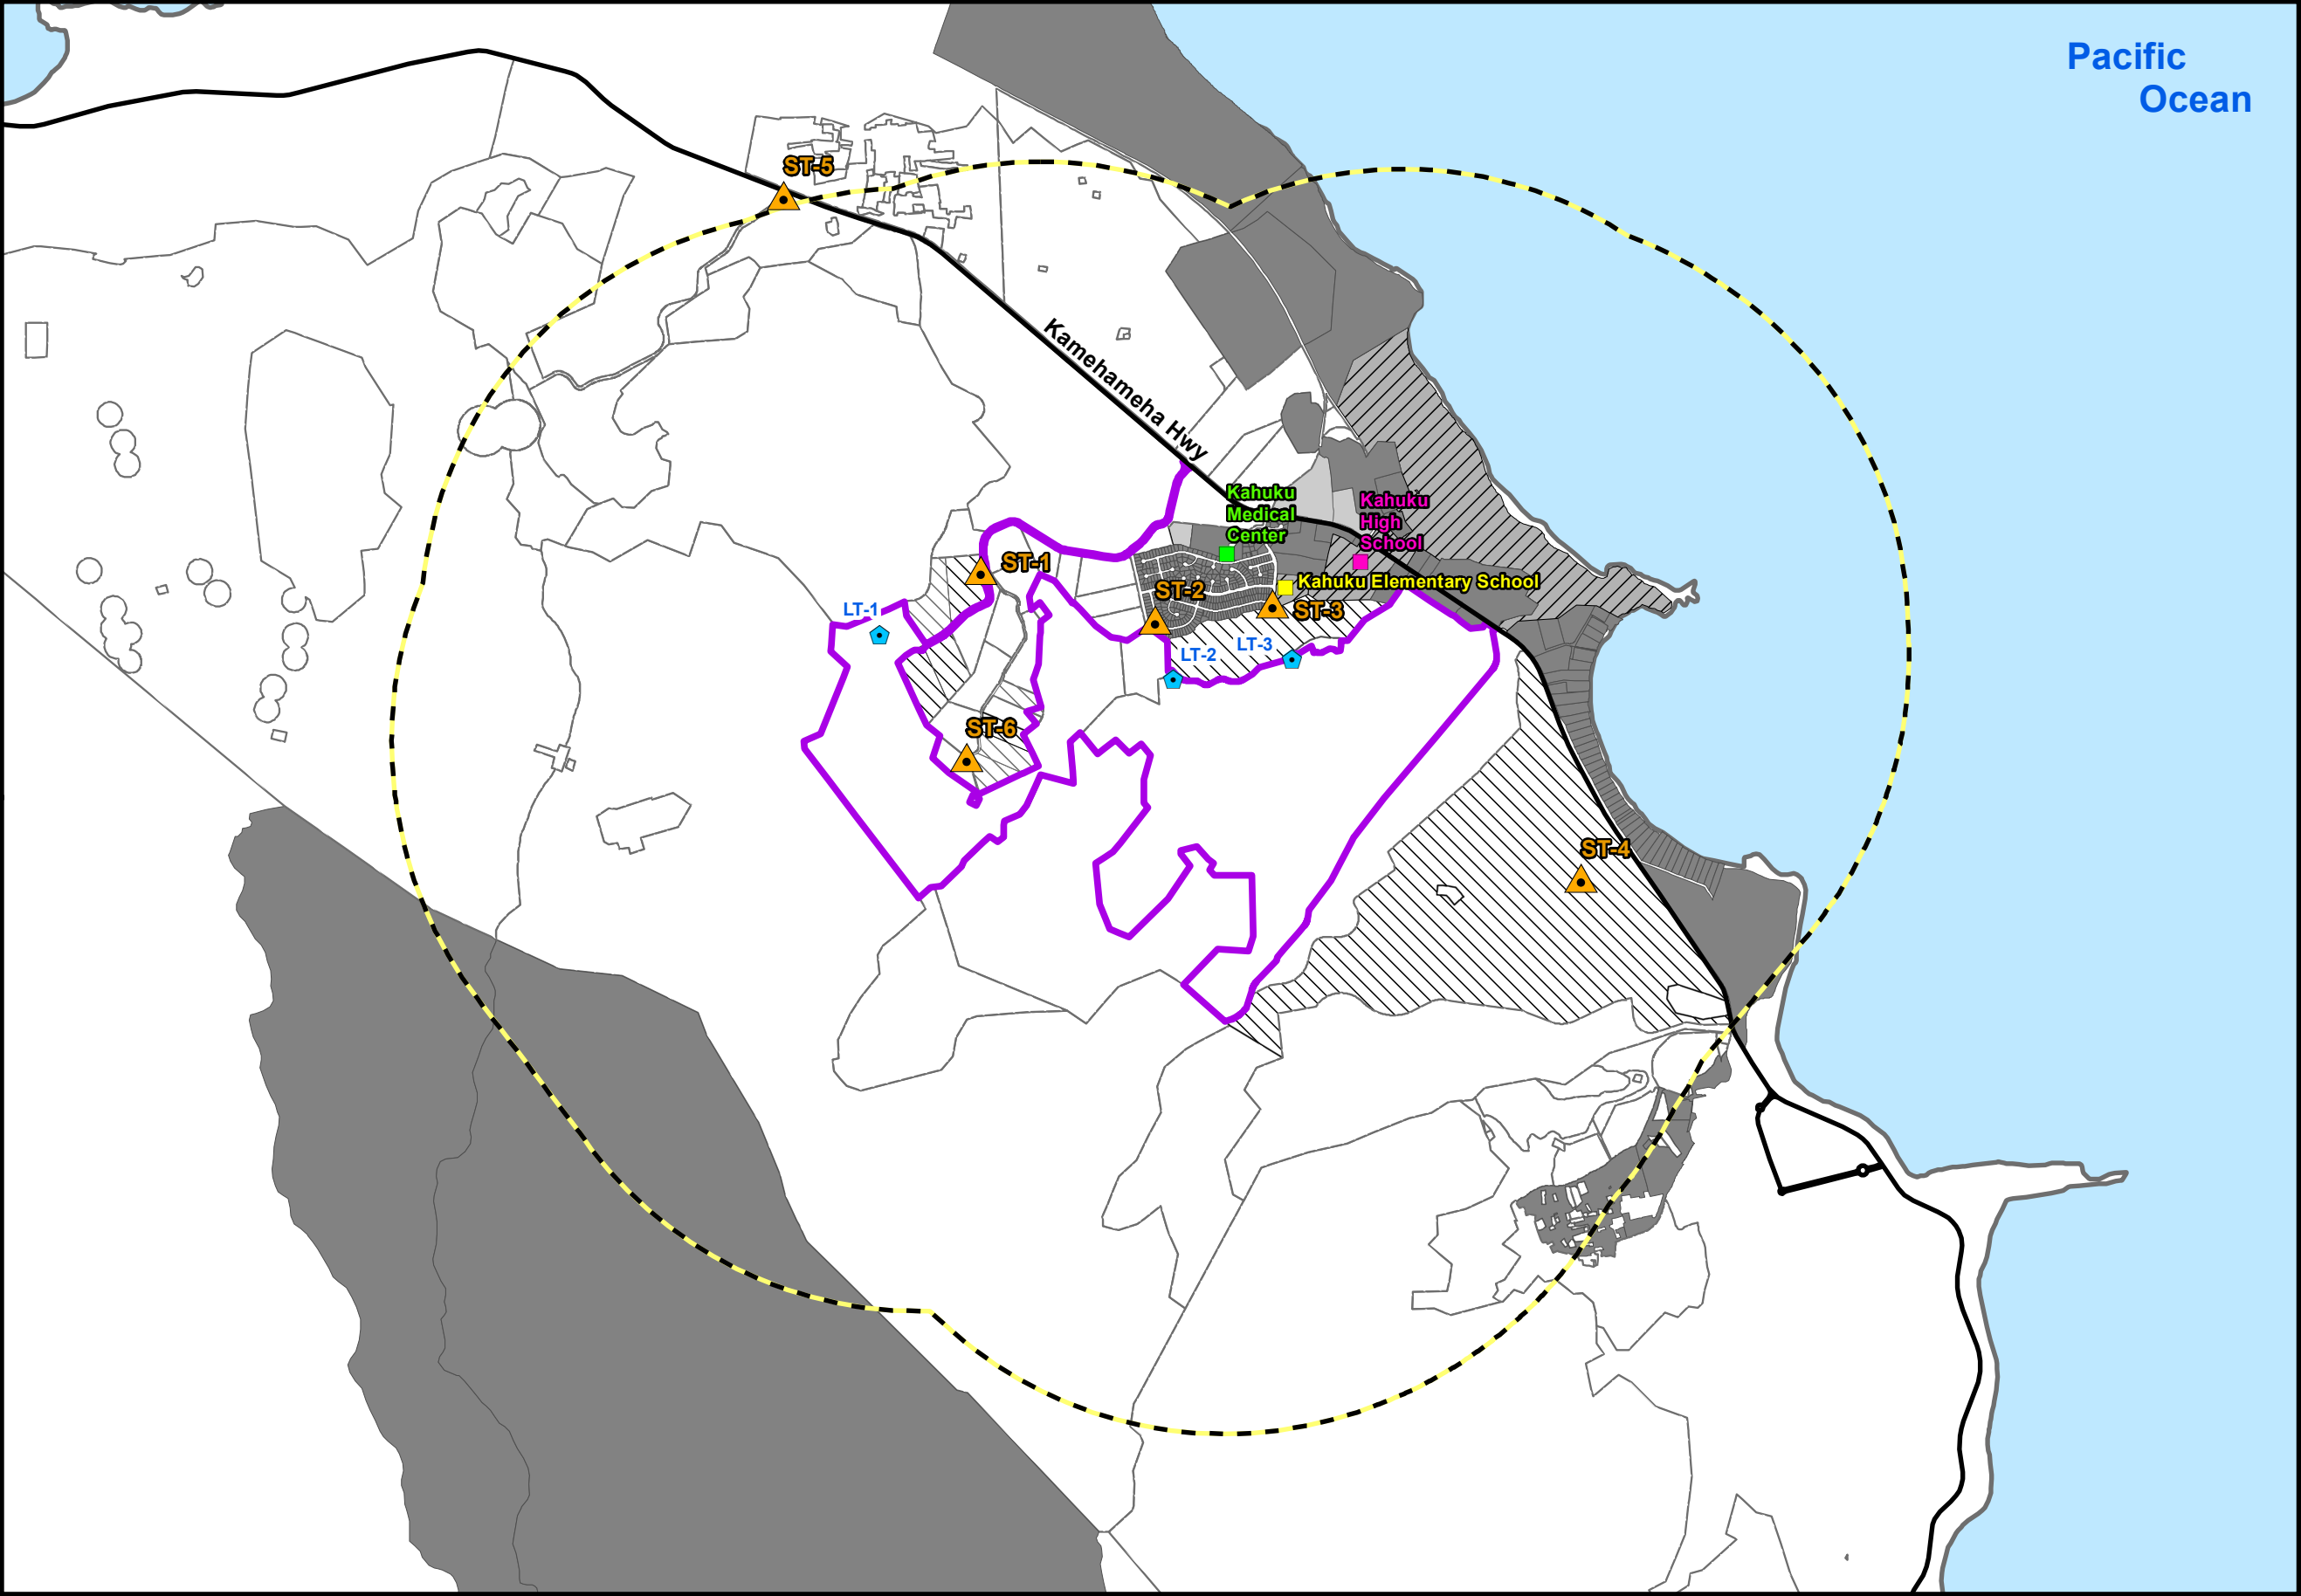 Pacific
Ocean
ST-5
Kamehameha Hwy
Kahuku
Medical
Center
Kahuku
High
School
ST-1
Kahuku Elementary School
ST-2
LT-1
ST-3
LT-3
LT-2
ST-6
ST-4